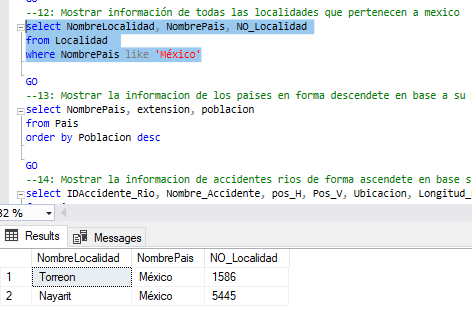 --12: Mostrar información de todas las localidades que pertenecen a mexico
select NombreLocalidad, NombrePais, NO_Localidad
from Localidad
where NombrePais like 'México'
GO
--13: Mostrar la informacion de los paises en forma descendete en base a su
select NombrePais, extension, poblacion
from Pais
order by Poblacion desc
GO
--14: Mostrar la informacion de accidentes rios de forma ascendete en base s
select IDAccidente_Rio, Nombre_Accidente, pos_H, Pos_V, Ubicacion, Longitud_
32 %
Results Messages
NombreLocalidad NombrePais NO_Localidad
1 Torreon México 1586
2 Nayarit México 5445